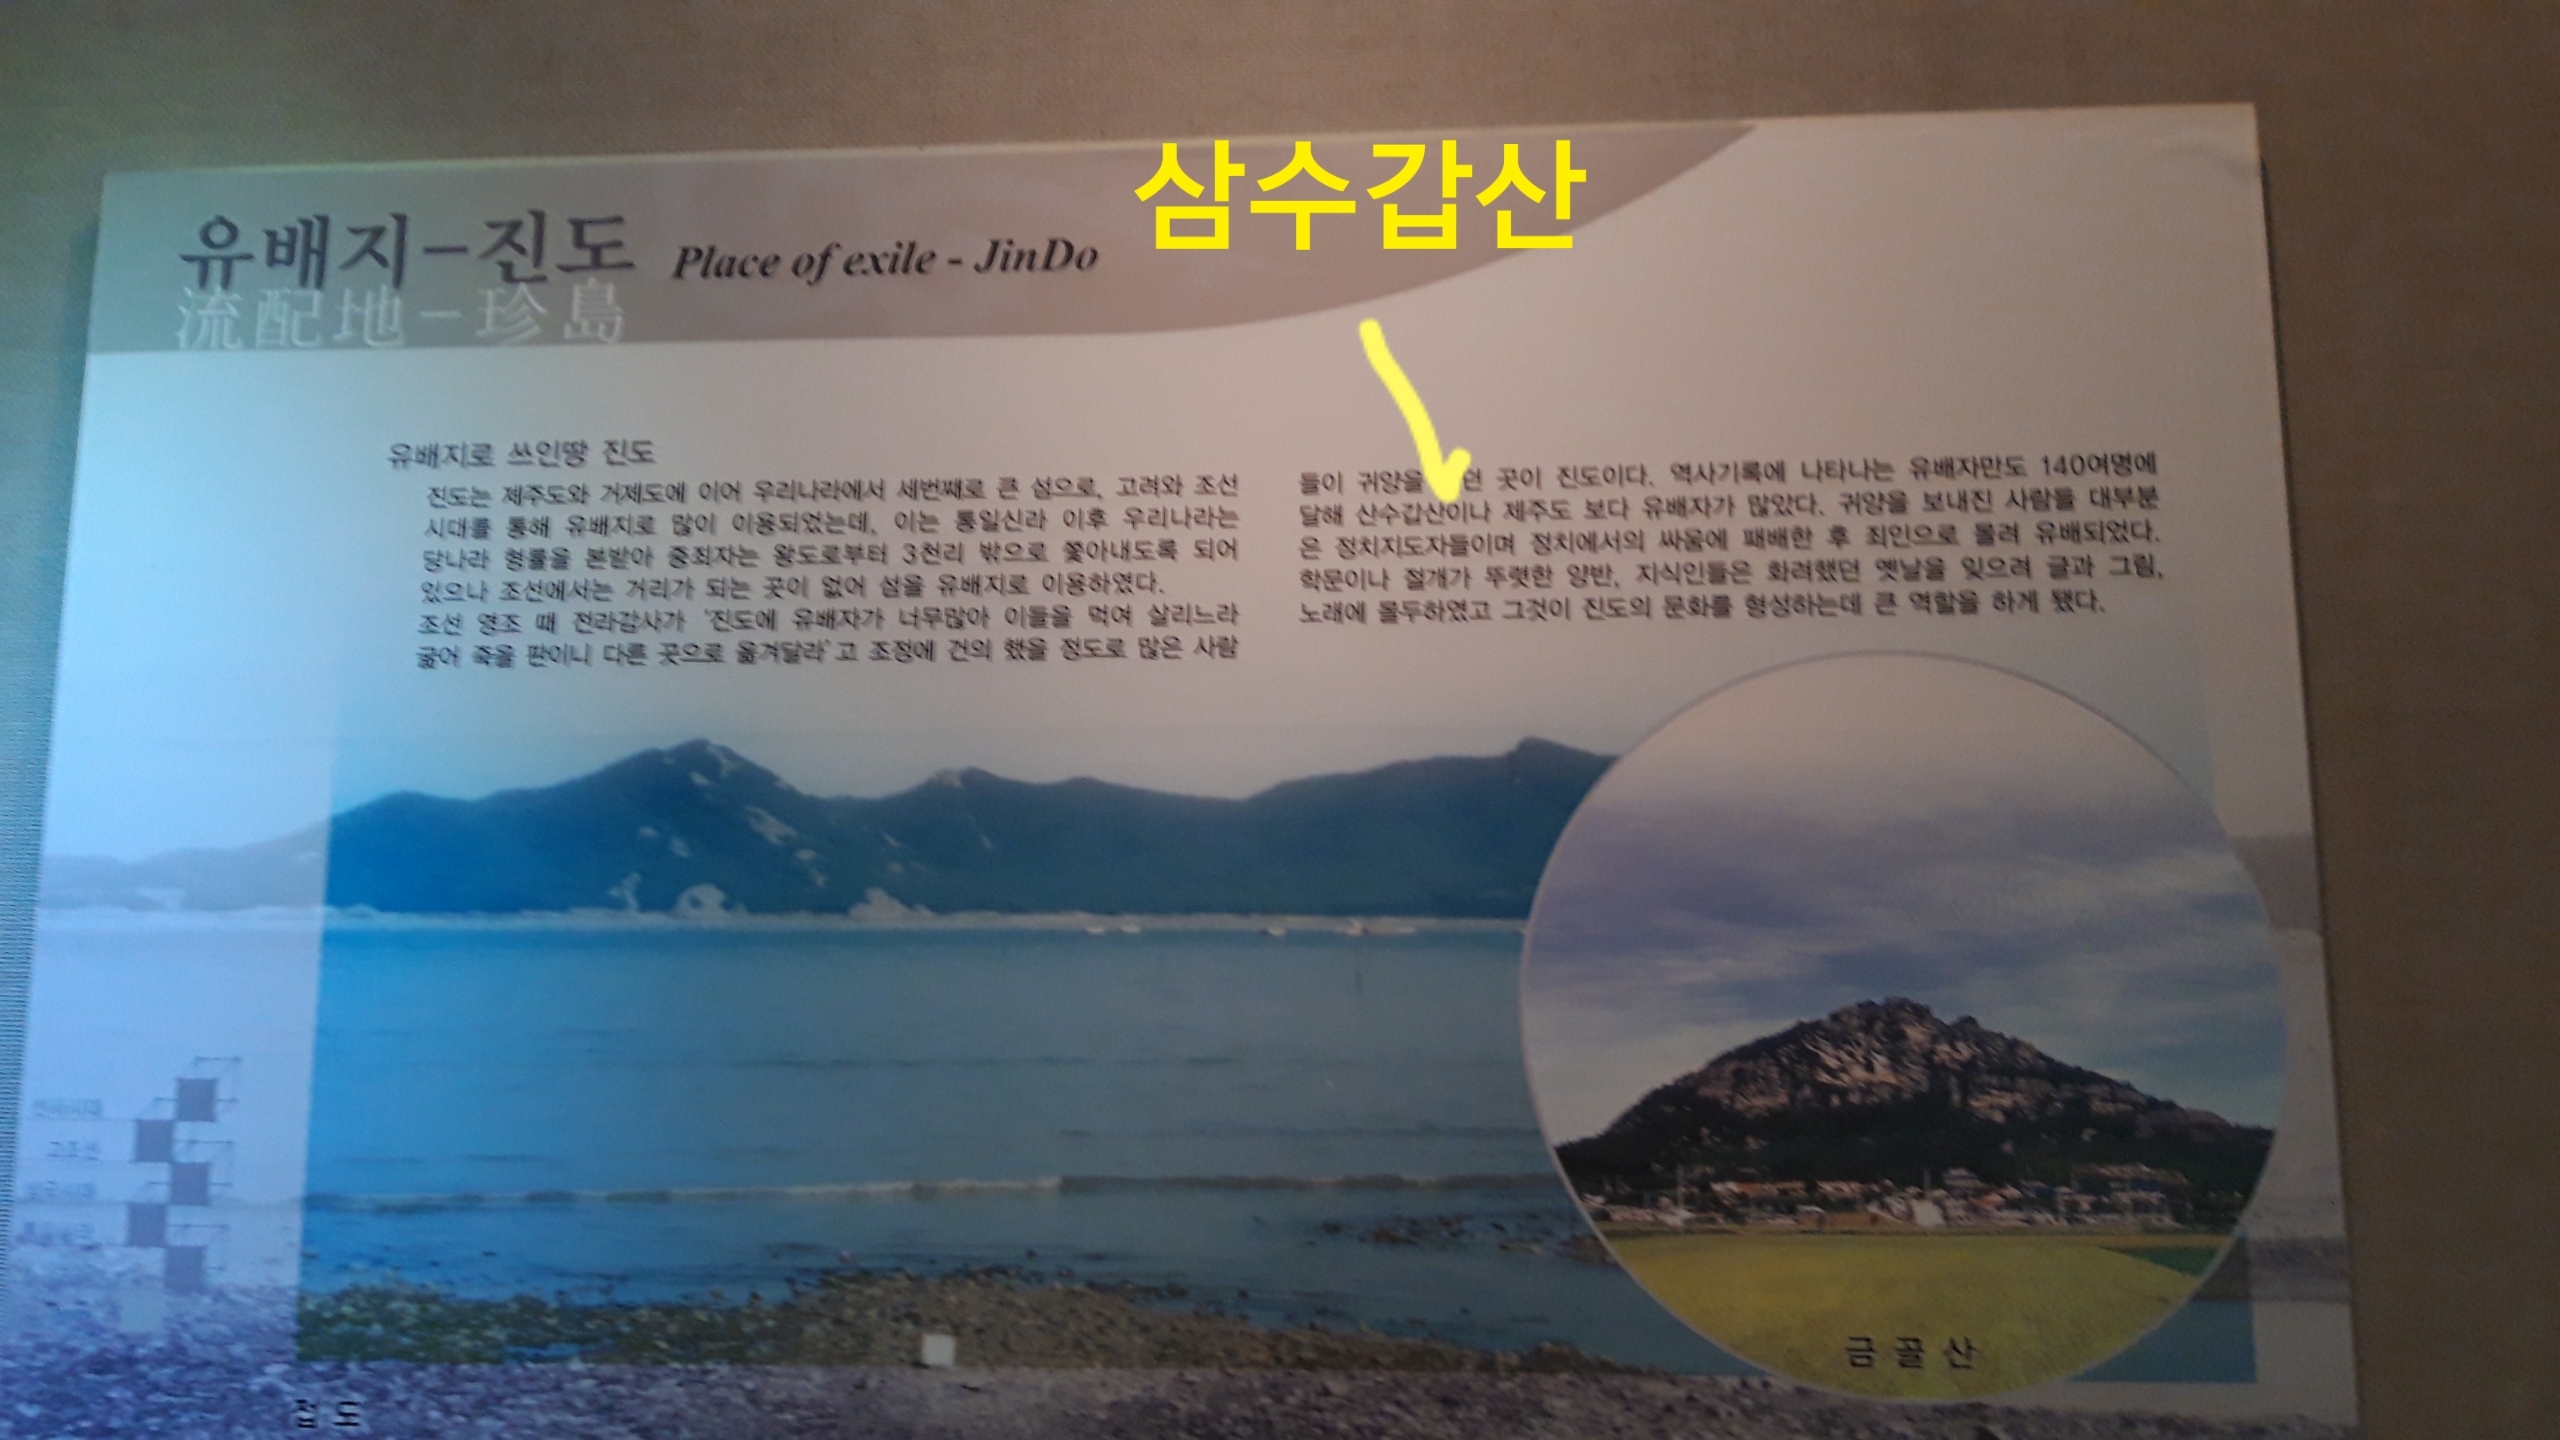 삼수갑산
유배지-진도 Place of exile - JinDo
流配地-珍島
유배지로 쓰인땅 진도
진도는 제주도와 거제도에 이어 우리나라에서 세번째로 큰 섬으로, 고려와 조선
시대를 통해 유배지로 많이 이용되었는데, 이는 통일신라 이후 우리나라는
당나라 형률을 본받아 중죄자는 왕도로부터 3천리 밖으로 쫓아내도록 되어
있으나 조선에서는 거리가 되는 곳이 없어 섬을 유배지로 이용하였다.
조선 영조 때 전라감사가 '진도에 유배자가 너무많아 이들을 먹여 살리느라
굶어 죽을 판이니 다른 곳으로 옮겨달라'고 조정에 건의 했을 정도로 많은 사람
들이 귀양을 던 곳이 진도이다. 역사기록에 나타나는 유배자만도 140여명에
달해 산수갑산이나 제주도 보다 유배자가 많았다. 귀양을 보내진 사람들 대부분
은 정치지도자들이며 정치에서의 싸움에 패배한 후 죄인으로 몰려 유배되었다.
학문이나 절개가 뚜렷한 양반, 지식인들은 화려했던 옛날을 잊으려 글과 그림,
노래에 몰두하였고 그것이 진도의 문화를 형성하는데 큰 역할을 하게 됐다.
고조선
금골산
접도